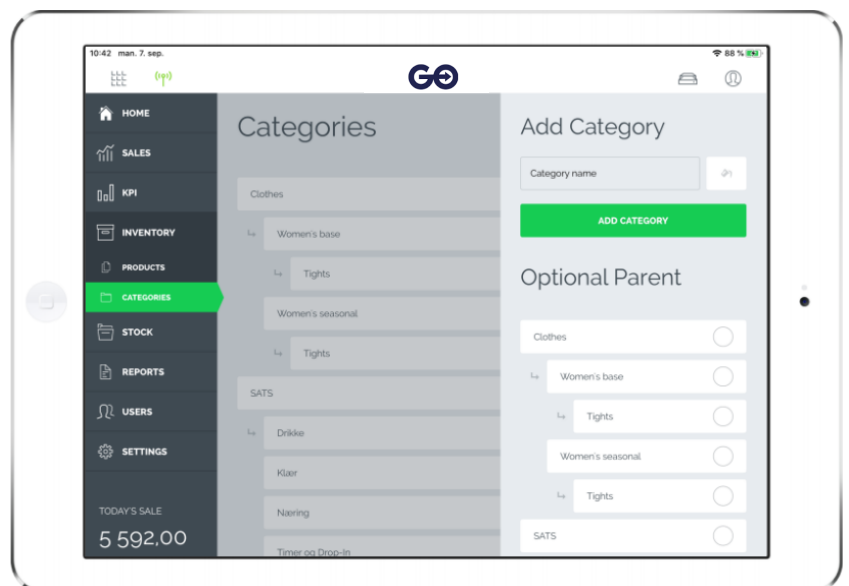 10:42 man. 7. sep.
88 %
GO
HOME
SALES
KPI
INVENTORY
PRODUCTS
CATEGORIES
STOCK
REPORTS
USERS
SETTINGS
TODAY'S SALE
5 592,00
Categories
Clothes
Women's base
Tights
Women's seasonal
Tights
SATS
Drikke
Klær
Næring
Timer og Drop-In
Add Category
Category name
ADD CATEGORY
Optional Parent
Clothes
Women's base
Tights
Women's seasonal
Tights
SATS